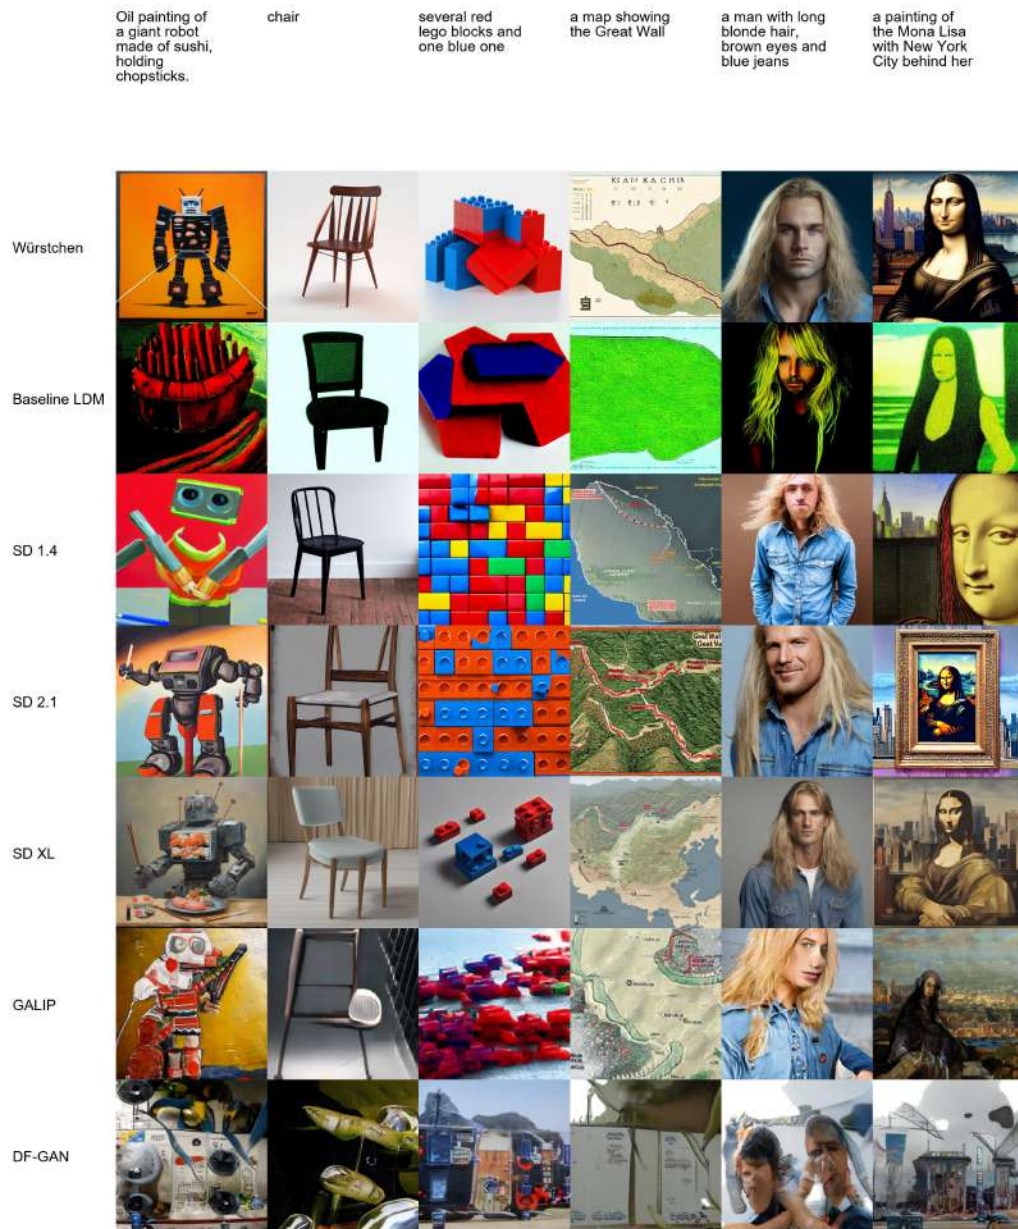 Oil painting of
a giant robot
made of sushi,
holding
chopsticks.
chair
several red
lego blocks and
one blue one
a map showing
the Great Wall
a man with long
blonde hair,
brown eyes and
blue jeans
a painting of
the Mona Lisa
with New York
City behind her
Würstchen
Baseline LDM
SD 1.4
SD 2.1
SD XL
GALIP
DF-GAN